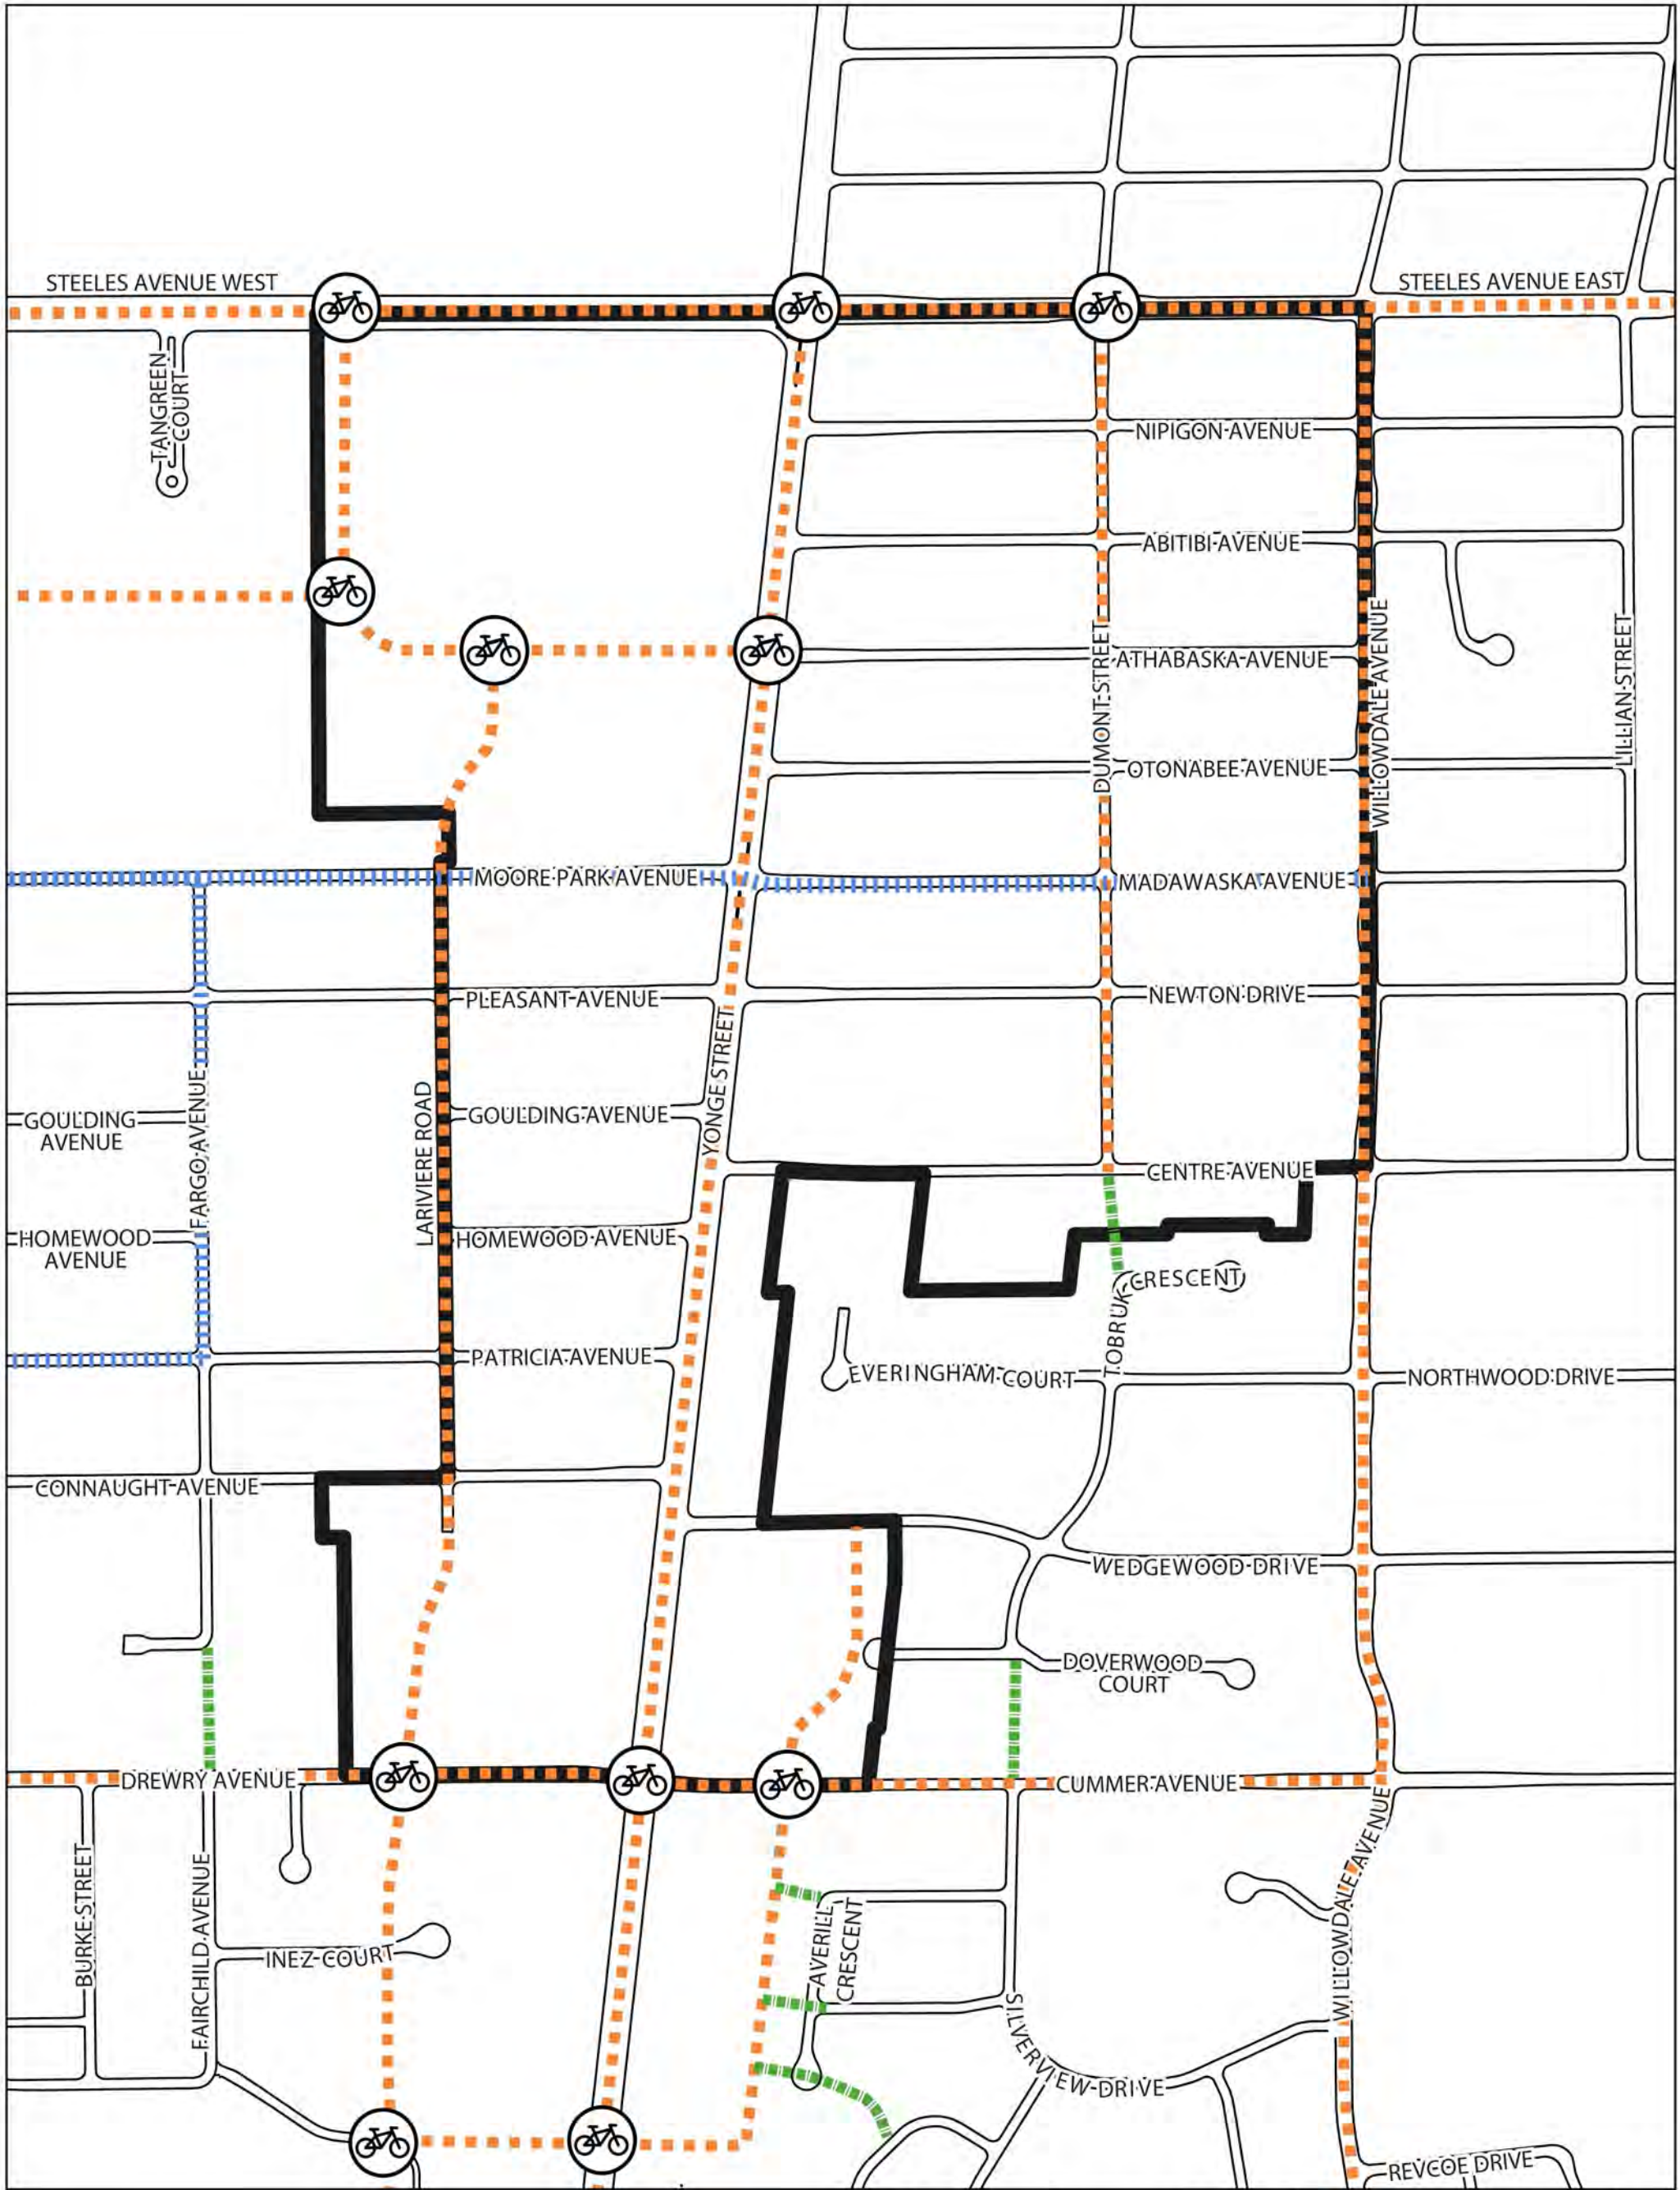 STEELES AVENUE WEST
STEELES AVENUE EAST
TANGREEN
COURT
NIPIGON AVENUE
ABITIBI AVENUE
DUMONT STREET
ATHABASKA AVENUE
WILLOWDALE AVENUE
LILLIAN STREET
OTONABEE AVENUE
MOORE PARK AVENUE
MADAWASKA AVENUE
PLEASANT AVENUE
NEWTON DRIVE
YONGE STREET
FARGO AVENUE
LARIVIERE ROAD
GOULDING
AVENUE
GOULDING AVENUE
CENTRE AVENUE
HOMEWOOD
AVENUE
HOMEWOOD AVENUE
TOBRUK
CRESCENT
PATRICIA AVENUE
EVERINGHAM COURT
NORTHWOOD DRIVE
CONNAUGHT AVENUE
WEDGEWOOD DRIVE
DOVERWOOD
COURT
DREWRY AVENUE
CUMMER AVENUE
BURKE STREET
FAIRCHILD AVENUE
INEZ COURT
AVERILL
CRESCENT
WILLOWDALE AVENUE
SILVERVIEW DRIVE
REVCOE DRIVE